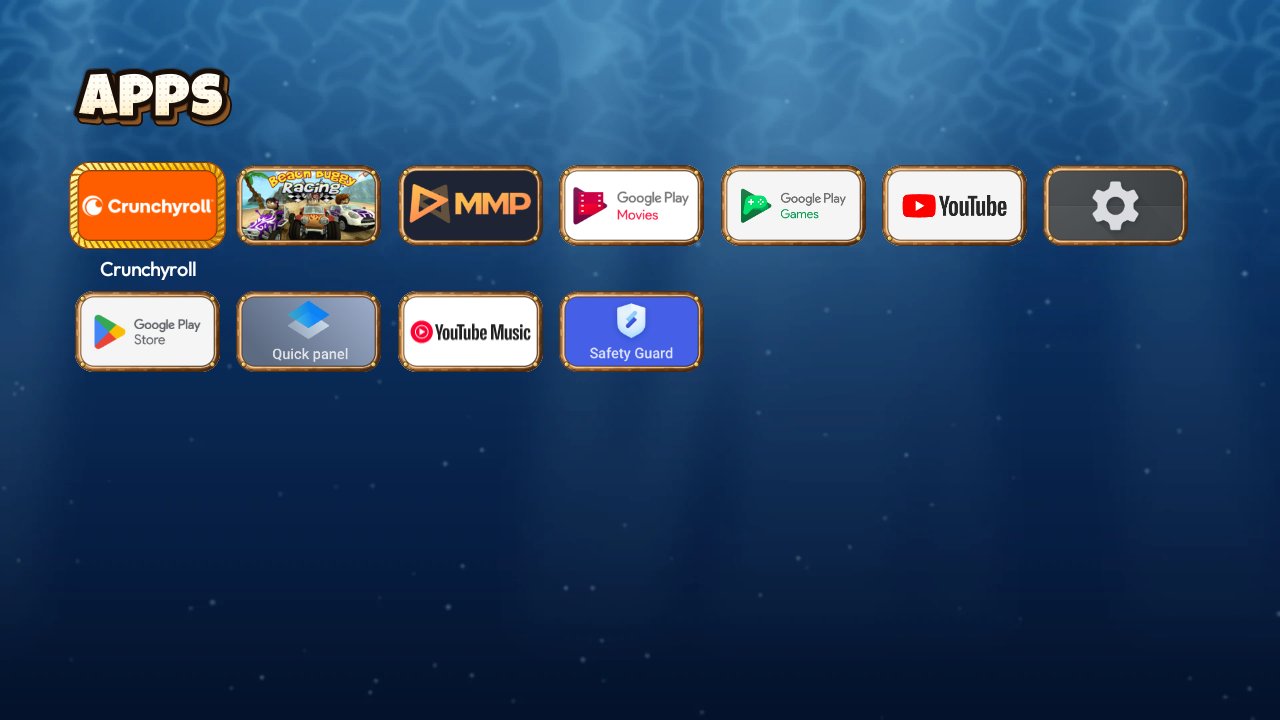 APPS
Crunchyroll
Beach Buggy
Racing
MMP
Google Play
Movies
Google Play
Games
YouTube
Crunchyroll
Google Play
Store
Quick panel
YouTube Music
Safety Guard